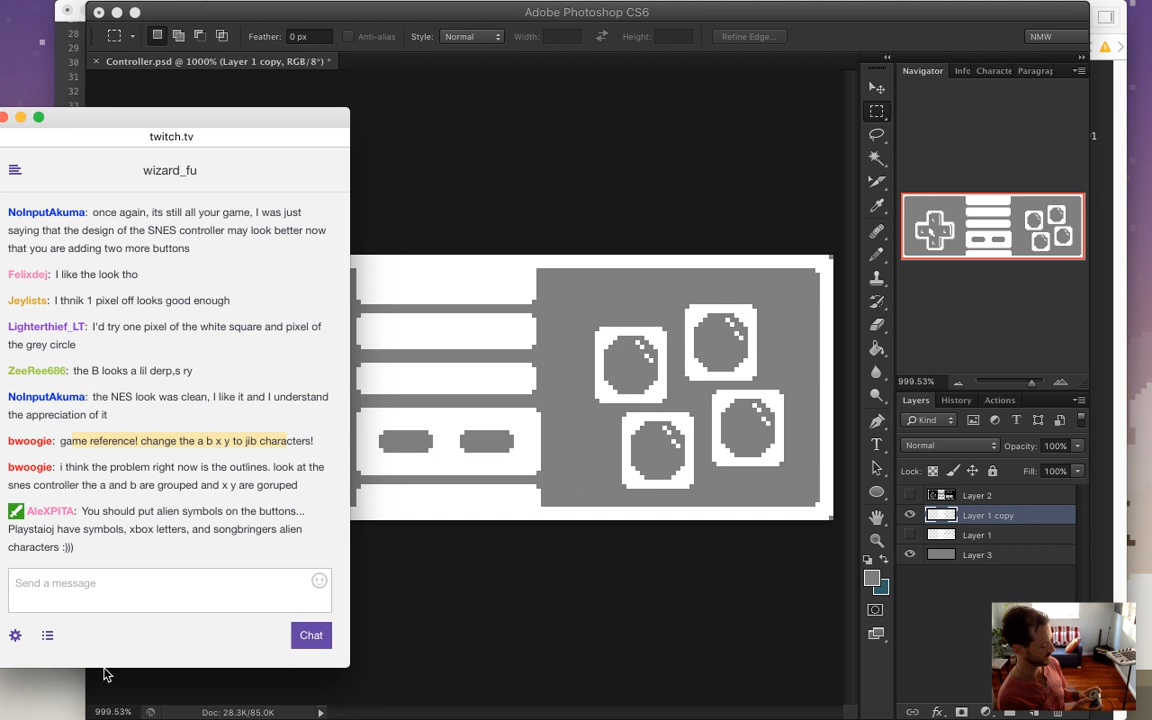 Adobe Photoshop CS6
Feather: 0 px
Anti-alias
Style: Normal
Width:
Height:
Refine Edge...
NMW
× Controller.psd @ 1000% (Layer 1 copy, RGB/8*) *
28
29
30
31
32
33
twitch.tv
wizard_fu
NoInputAkuma: once again, its still all your game, I was just
saying that the design of the SNES controller may look better now
that you are adding two more buttons
Felixdej: I like the look tho
Jeylists: I thnik 1 pixel off looks good enough
Lighterthief_LT: I'd try one pixel of the white square and pixel of
the grey circle
ZeeRee686: the B looks a lil derp,s ry
NoInputAkuma: the NES look was clean, I like it and I understand
the appreciation of it
bwoogie: game reference! change the a b x y to jib characters!
bwoogie: i think the problem right now is the outlines. look at the
snes controller the a and b are grouped and x y are goruped
AleXPITA: You should put alien symbols on the buttons...
Playstaioj have symbols, xbox letters, and songbringers alien
characters :)))
Send a message
Chat
999.53%
Doc: 28.3K/85.0K
Navigator
Info
Characte
Paragrap
999.53%
Layers
History
Actions
Kind
Normal
Opacity: 100%
Lock:
Fill: 100%
Layer 2
Layer 1 copy
Layer 1
Layer 3
fx